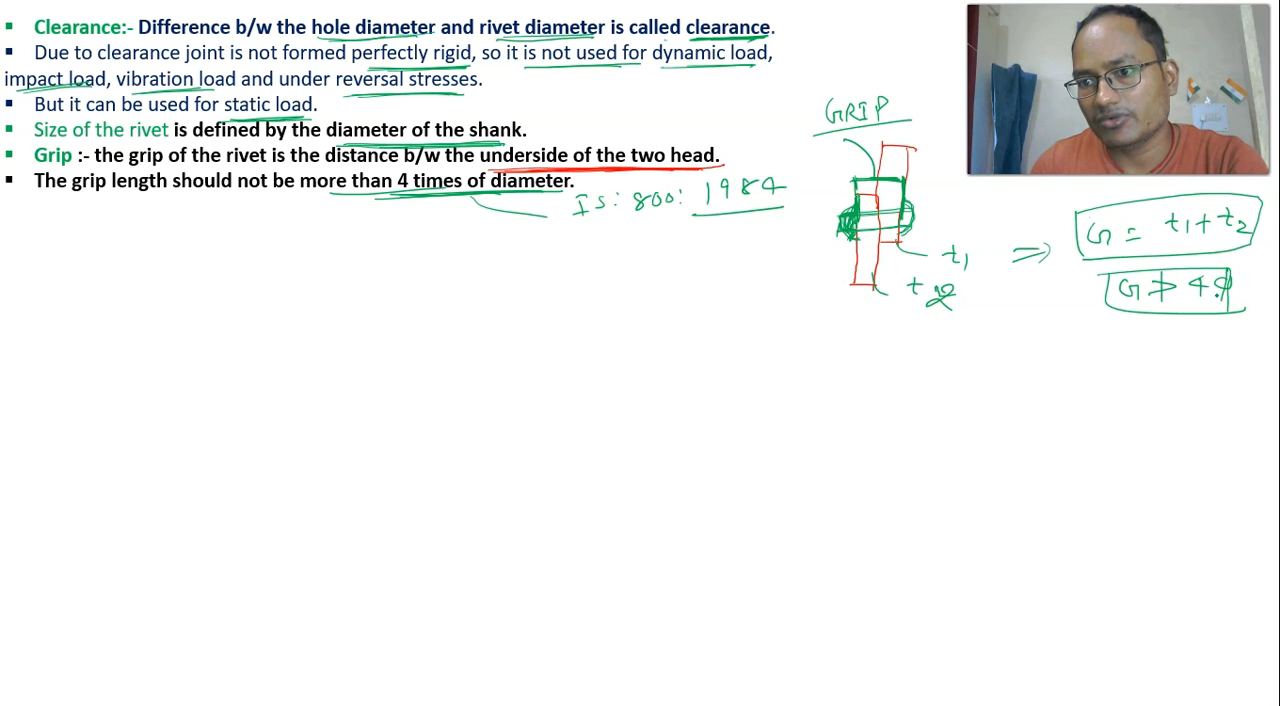 ▪ Clearance:- Difference b/w the hole diameter and rivet diameter is called clearance.
▪ Due to clearance joint is not formed perfectly rigid, so it is not used for dynamic load,
impact load, vibration load and under reversal stresses.
▪ But it can be used for static load.
▪ Size of the rivet is defined by the diameter of the shank.
▪ Grip :- the grip of the rivet is the distance b/w the underside of the two head.
▪ The grip length should not be more than 4 times of diameter.
IS: 800: 1984
GRIP
t1
t2
⇒ G = t1 + t2